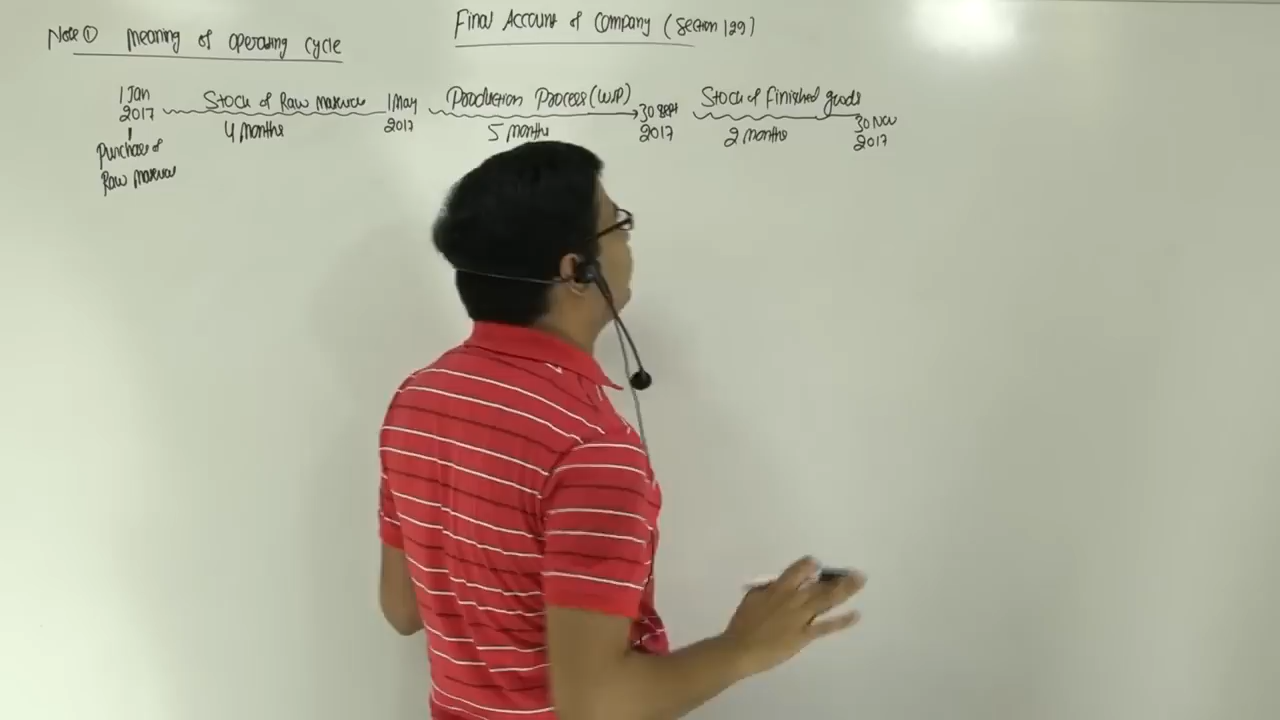 Final Account of Company (Section 129)
Note ① Meaning of Operating Cycle
1 Jan 2017
Stock of Raw Material
4 months
1 May 2017
Production Process (WIP)
5 months
30 Sept 2017
Stock of Finished goods
2 months
30 Nov 2017
Purchase of
Raw Material